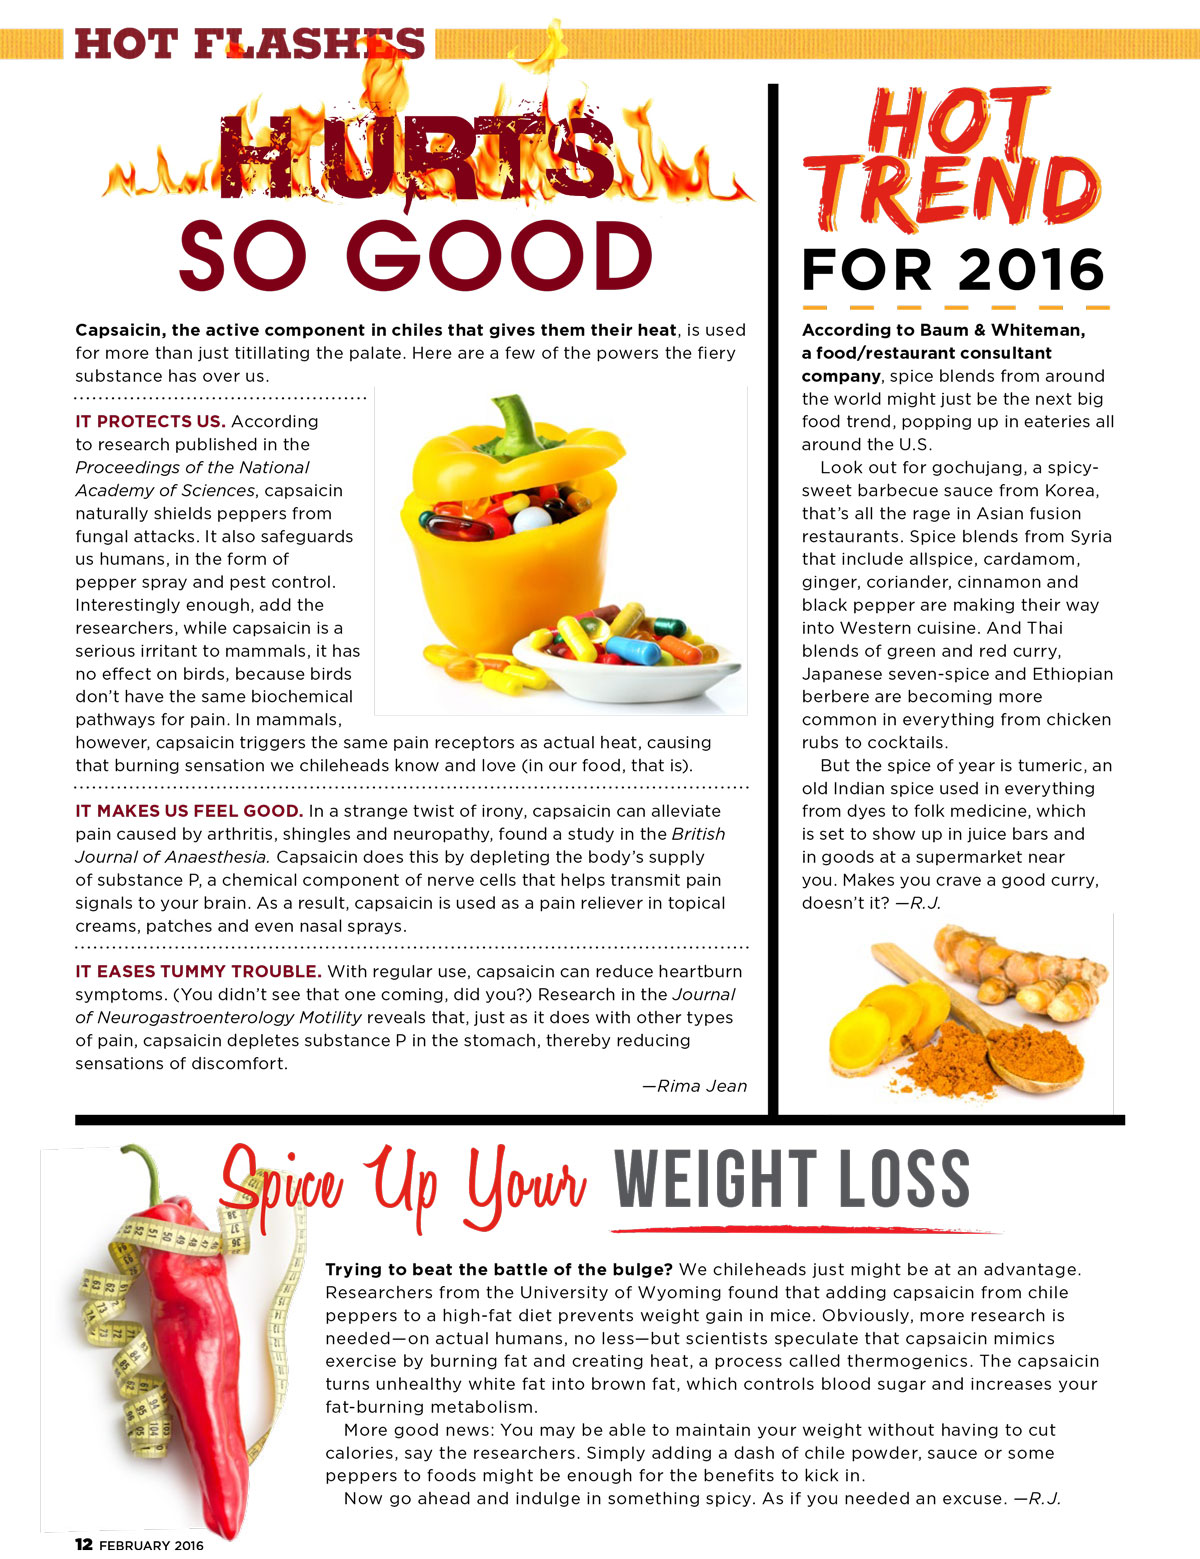 HOT FLASHES
HURTS
SO GOOD
Capsaicin, the active component in chiles that gives them their heat, is used
for more than just titillating the palate. Here are a few of the powers the fiery
substance has over us.
IT PROTECTS US. According
to research published in the
Proceedings of the National
Academy of Sciences, capsaicin
naturally shields peppers from
fungal attacks. It also safeguards
us humans, in the form of
pepper spray and pest control.
Interestingly enough, add the
researchers, while capsaicin is a
serious irritant to mammals, it has
no effect on birds, because birds
don't have the same biochemical
pathways for pain. In mammals,
however, capsaicin triggers the same pain receptors as actual heat, causing
that burning sensation we chileheads know and love (in our food, that is).
IT MAKES US FEEL GOOD. In a strange twist of irony, capsaicin can alleviate
pain caused by arthritis, shingles and neuropathy, found a study in the British
Journal of Anaesthesia. Capsaicin does this by depleting the body's supply
of substance P, a chemical component of nerve cells that helps transmit pain
signals to your brain. As a result, capsaicin is used as a pain reliever in topical
creams, patches and even nasal sprays.
IT EASES TUMMY TROUBLE. With regular use, capsaicin can reduce heartburn
symptoms. (You didn't see that one coming, did you?) Research in the Journal
of Neurogastroenterology Motility reveals that, just as it does with other types
of pain, capsaicin depletes substance P in the stomach, thereby reducing
sensations of discomfort.
—Rima Jean
HOT
TREND
FOR 2016
According to Baum & Whiteman,
a food/restaurant consultant
company, spice blends from around
the world might just be the next big
food trend, popping up in eateries all
around the U.S.
Look out for gochujang, a spicy-
sweet barbecue sauce from Korea,
that's all the rage in Asian fusion
restaurants. Spice blends from Syria
that include allspice, cardamom,
ginger, coriander, cinnamon and
black pepper are making their way
into Western cuisine. And Thai
blends of green and red curry,
Japanese seven-spice and Ethiopian
berbere are becoming more
common in everything from chicken
rubs to cocktails.
But the spice of year is tumeric, an
old Indian spice used in everything
from dyes to folk medicine, which
is set to show up in juice bars and
in goods at a supermarket near
you. Makes you crave a good curry,
doesn't it? —R.J.
Spice Up Your WEIGHT LOSS
Trying to beat the battle of the bulge? We chileheads just might be at an advantage.
Researchers from the University of Wyoming found that adding capsaicin from chile
peppers to a high-fat diet prevents weight gain in mice. Obviously, more research is
needed—on actual humans, no less—but scientists speculate that capsaicin mimics
exercise by burning fat and creating heat, a process called thermogenics. The capsaicin
turns unhealthy white fat into brown fat, which controls blood sugar and increases your
fat-burning metabolism.
More good news: You may be able to maintain your weight without having to cut
calories, say the researchers. Simply adding a dash of chile powder, sauce or some
peppers to foods might be enough for the benefits to kick in.
Now go ahead and indulge in something spicy. As if you needed an excuse. —R.J.
12 FEBRUARY 2016